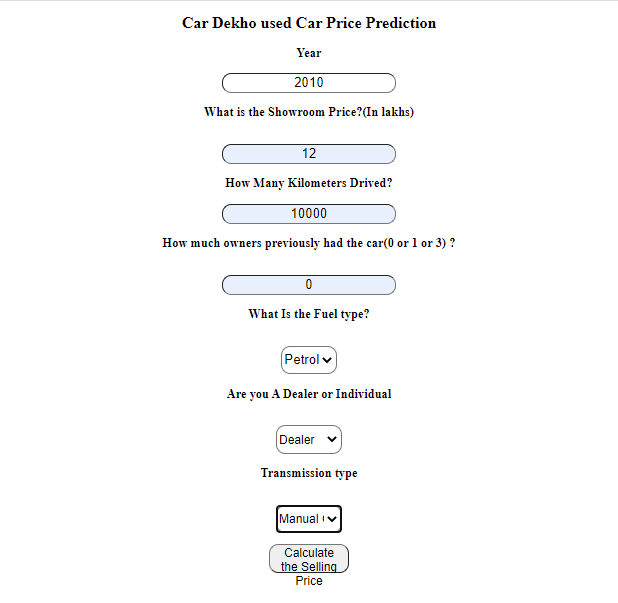 Car Dekho used Car Price Prediction
Year
2010
What is the Showroom Price?(In lakhs)
12
How Many Kilometers Drived?
10000
How much owners previously had the car(0 or 1 or 3) ?
0
What Is the Fuel type?
Petrol
Are you A Dealer or Individual
Dealer
Transmission type
Manual
Calculate
the Selling
Price